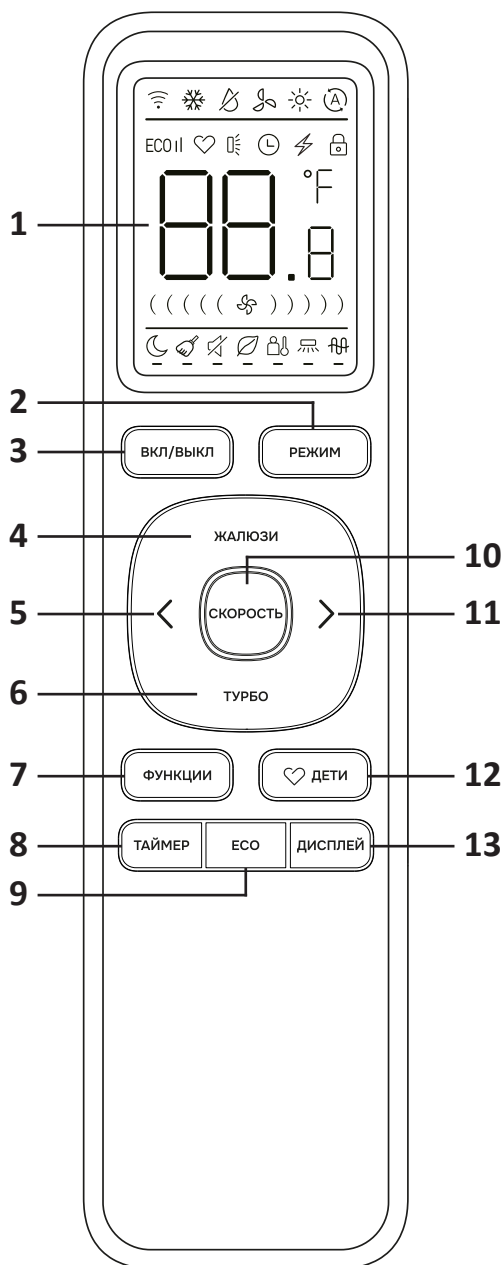 ECO
1 88.8 °F
2
3 ВКЛ/ВЫКЛ РЕЖИМ
4 ЖАЛЮЗИ
10
5 СКОРОСТЬ 11
6 ТУРБО
7 ФУНКЦИИ ДЕТИ 12
8 ТАЙМЕР ECO ДИСПЛЕЙ 13
9